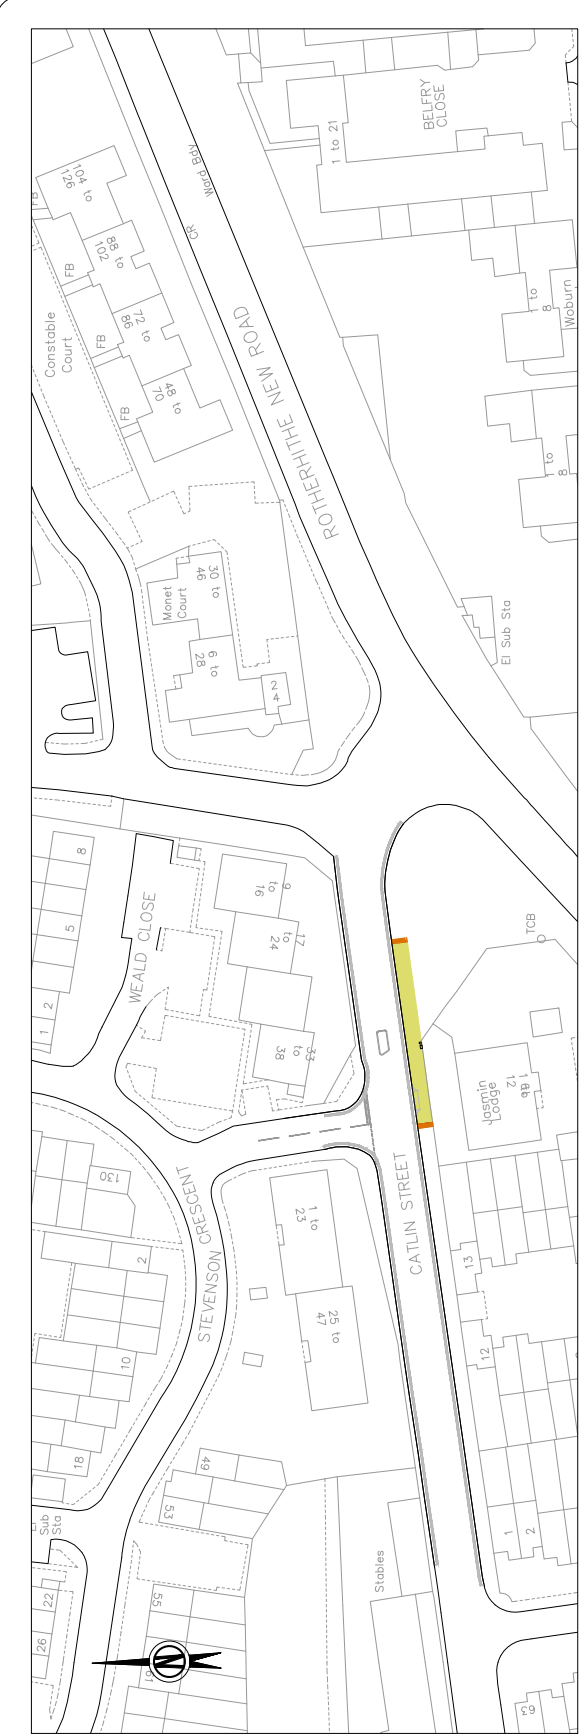 BELFRY
CLOSE
1 to 21
Ward Bdy
CR
FB
104 to
126
88 to
102
FB
72 to
86
FB
48 to
70
FB
Constable
Court
ROTHERHITHE NEW ROAD
to
8
Woburn
to
8
El Sub Sta
Monet
Court
30 to
46
6 to
28
2
4
TCB
8
5
2
1
WEALD CLOSE
9
to
16
17
to
24
33
to
38
Jasmin
Lodge
12
CATLIN STREET
STEVENSON CRESCENT
130
2
10
18
1 to
23
25 to
47
13
12
1
2
49
53
55
61
Stables
Sub
Sta
22
26
N
63